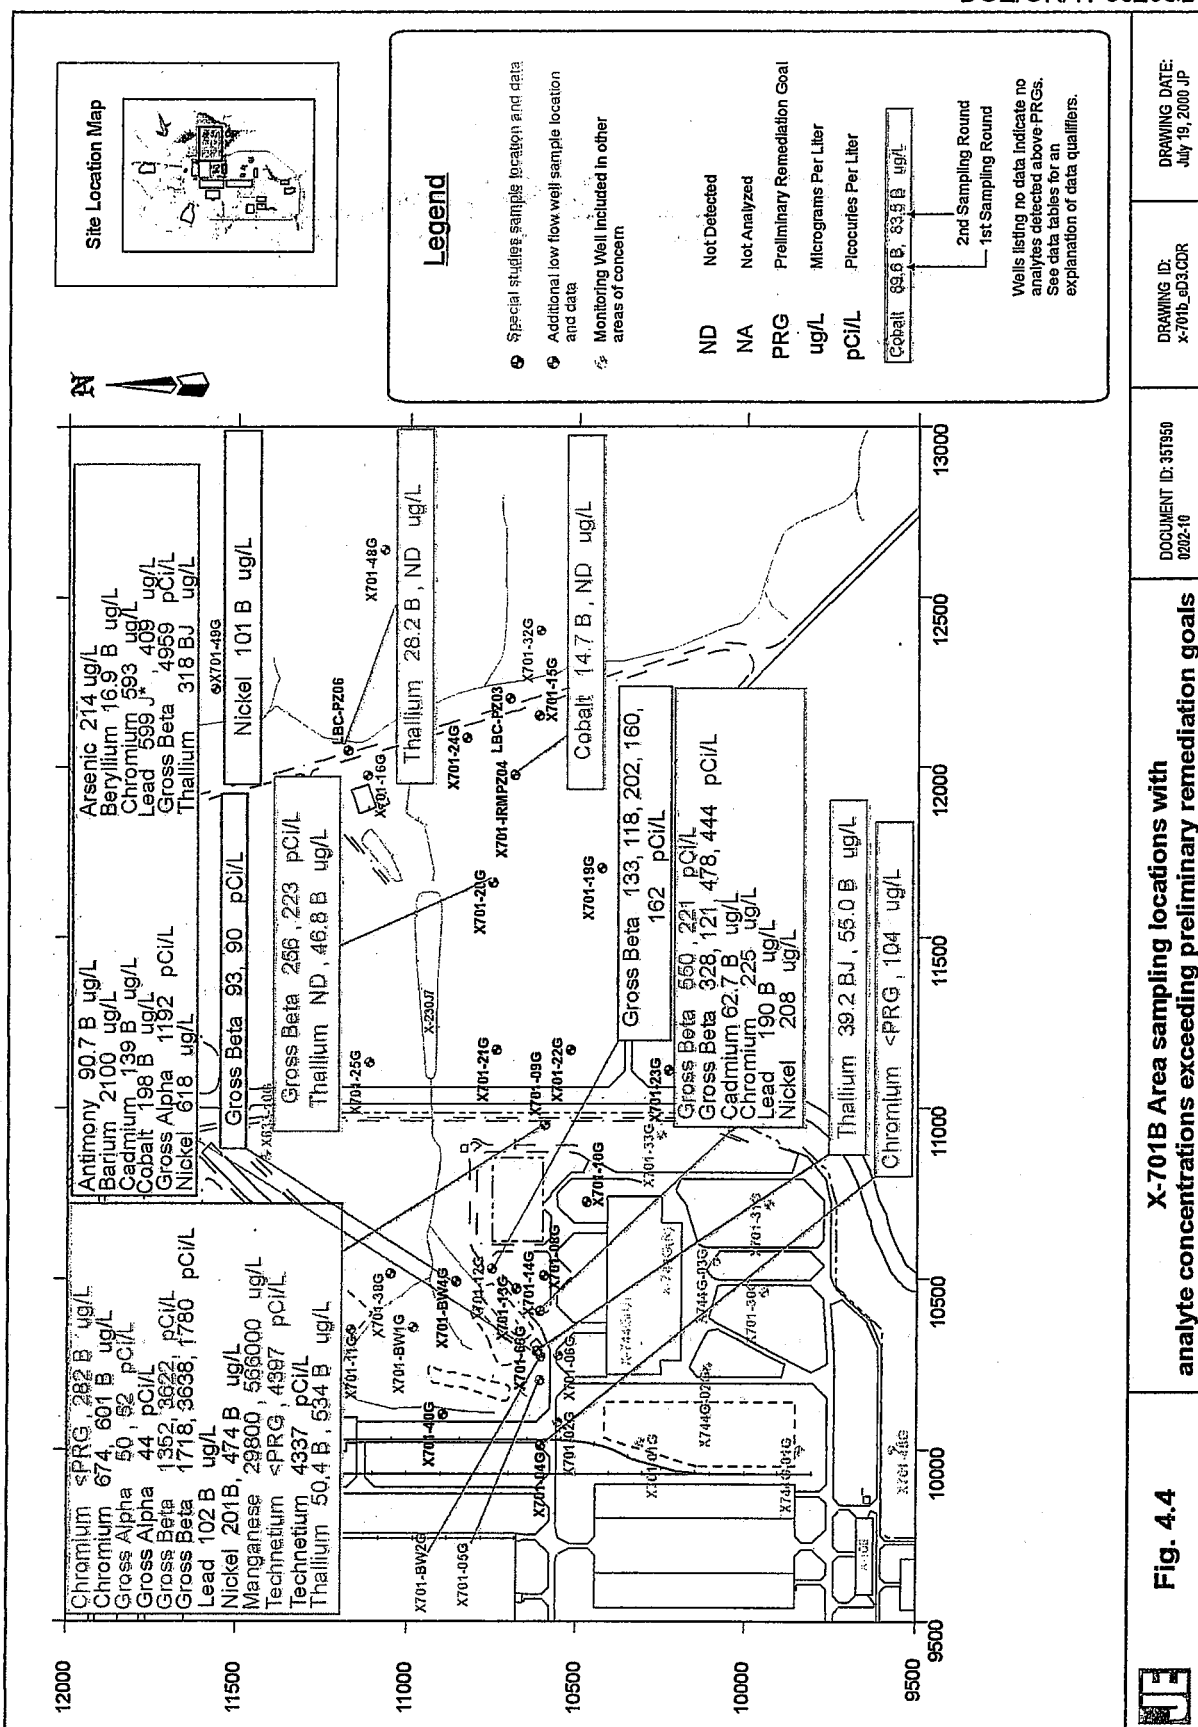 Site Location Map
N
Legend
Special studies sample location and data
Additional low flow well sample location
and data
Monitoring Well included in other
areas of concern
ND Not Detected
NA Not Analyzed
PRG Preliminary Remediation Goal
ug/L Micrograms Per Liter
pCi/L Picocuries Per Liter
Cobalt 69.6 B, 83.5 B ug/L
2nd Sampling Round
1st Sampling Round
Wells listing no data indicate no
analytes detected above PRGs.
See data tables for an
explanation of data qualifiers.
Chromium <PRG, 282 B ug/L
Chromium 674, 601 B ug/L
Gross Alpha 50, 52 pCi/L
Gross Alpha 44 pCi/L
Gross Beta 1352, 3622 pCi/L
Gross Beta 1718, 3638, 1780 pCi/L
Lead 102 B ug/L
Nickel 201B, 474 B ug/L
Manganese 29800, 566000 ug/L
Technetium <PRG, 4397 pCi/L
Technetium 4337 pCi/L
Thallium 50.4 B, 534 B ug/L
Antimony 90.7 B ug/L
Barium 2100 ug/L
Cadmium 139 B ug/L
Cobalt 198 B ug/L
Gross Alpha 1192 pCi/L
Nickel 618 ug/L
Arsenic 214 ug/L
Beryllium 16.9 B ug/L
Chromium 593 ug/L
Lead 599 J*, 409 ug/L
Gross Beta 4959 pCi/L
Thallium 318 BJ ug/L
Gross Beta 93, 90 pCi/L
Nickel 101 B ug/L
Gross Beta 256, 223 pCi/L
Thallium ND, 46.8 B ug/L
Thallium 28.2 B, ND ug/L
Cobalt 14.7 B, ND ug/L
Gross Beta 133, 118, 202, 160,
162 pCi/L
Gross Beta 550, 221 pCi/L
Gross Beta 328, 121, 478, 444 pCi/L
Cadmium 62.7 B ug/L
Chromium 225 ug/L
Lead 190 B ug/L
Nickel 208 ug/L
Thallium 39.2 BJ, 55.0 B ug/L
Chromium <PRG, 104 ug/L
X701-49G
X701-48G
LBC-PZ06
X701-16G
X701-24G
LBC-PZ03
X701-32G
X701-15G
X701-IRMPZ04
X701-20G
X701-19G
X-230J7
X701-25G
X701-21G
X701-09G
X701-22G
X701-23G
X701-33G
X701-10G
X701-38G
X701-11G
X701-BW1G
X701-BW4G
X701-12G
X701-13G
X701-14G
X701-08G
X701-66G
X701-06G
X701-40G
X701-02G
X701-04G
X701-BW2G
X701-05G
X701-01G
X744G-03G
X744G-02G
X744G-01G
X701-30G
X701-31G
X701-46G
12000
11500
11000
10500
10000
9500
9500
10000
10500
11000
11500
12000
12500
13000
Fig. 4.4
X-701B Area sampling locations with
analyte concentrations exceeding preliminary remediation goals
DOCUMENT ID: 35T950
0202-10
DRAWING ID:
x-701b_eD3.CDR
DRAWING DATE:
July 19, 2000 JP